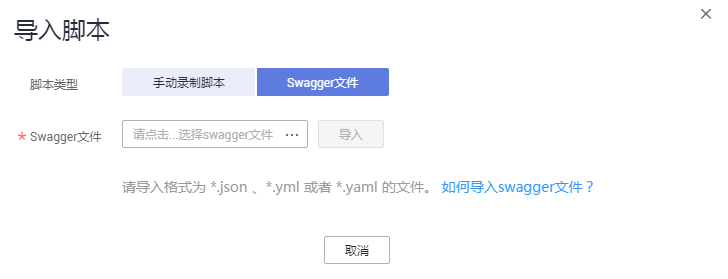 导入脚本
脚本类型 手动录制脚本 Swagger文件
* Swagger文件 请点击...选择swagger文件 ... 导入
请导入格式为 *.json 、*.yml 或者 *.yaml 的文件。 如何导入swagger文件？
取消